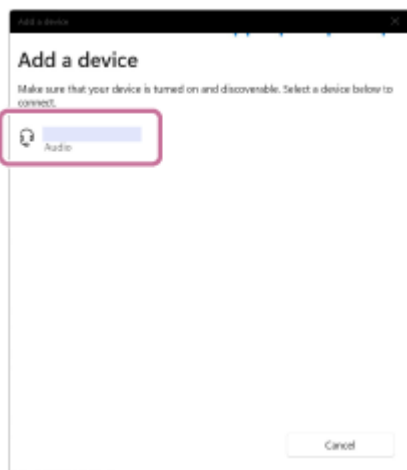 Add a device
Add a device
Make sure that your device is turned on and discoverable. Select a device below to
connect.
Audio
Cancel